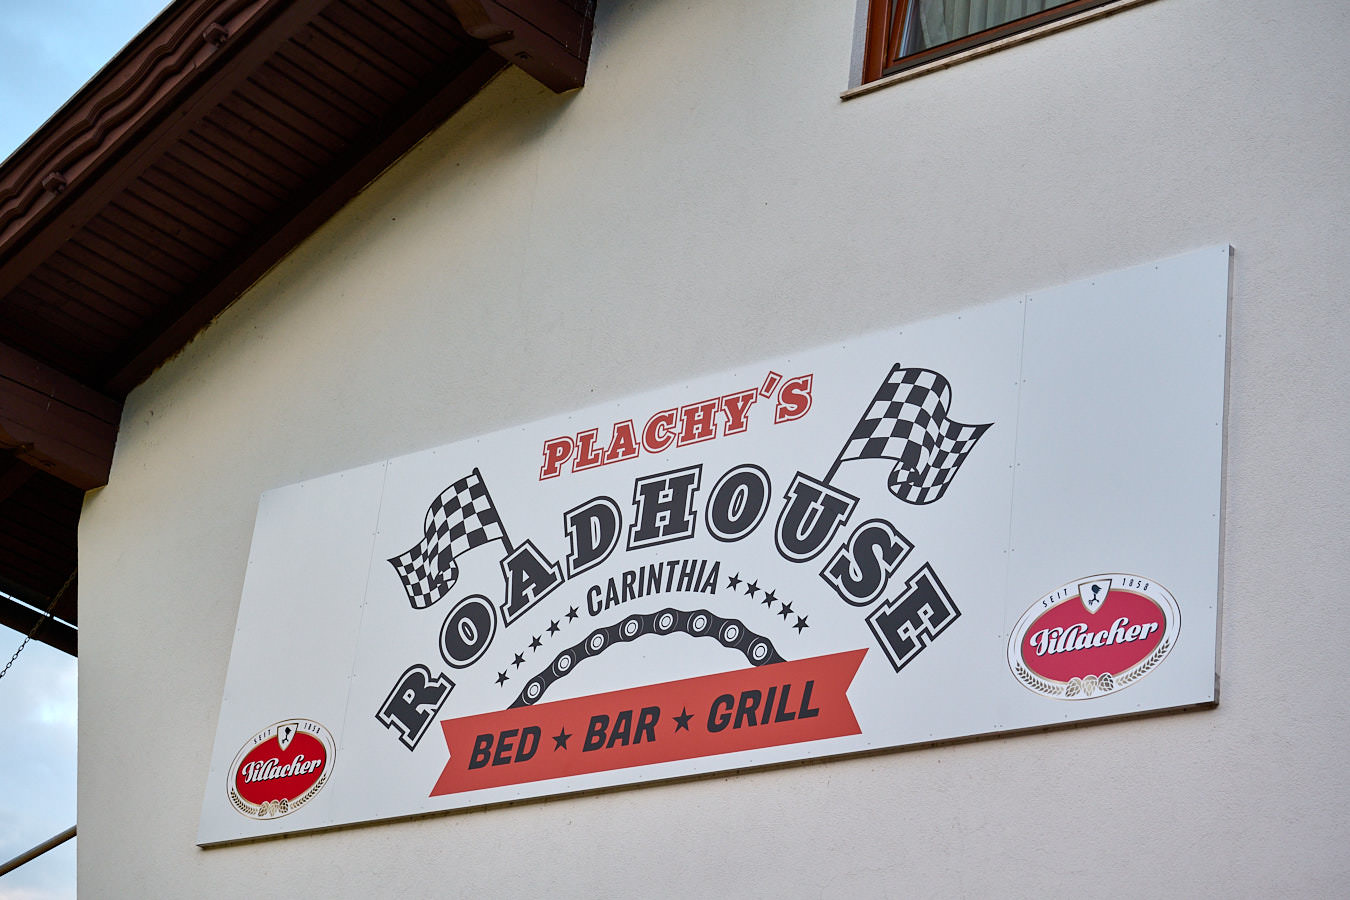 PLACHY'S
ROADHOUSE
CARINTHIA
BED ★ BAR ★ GRILL
SEIT 1858
Villacher
SEIT 1858
Villacher